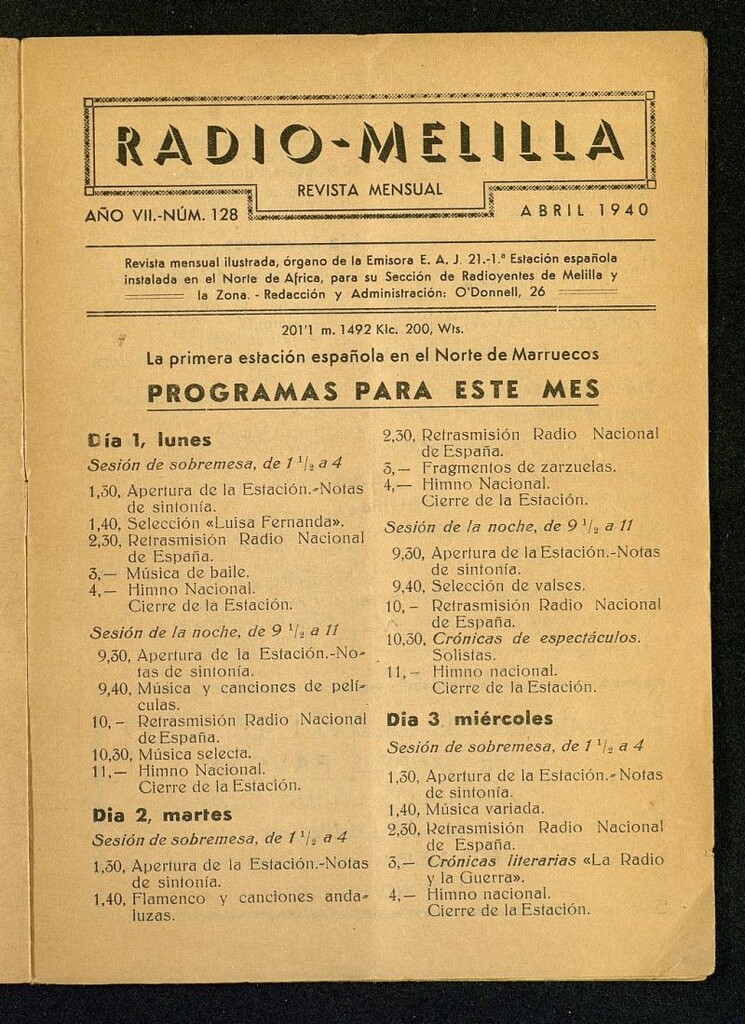 RADIO-MELILLA
REVISTA MENSUAL
AÑO VII.-NÚM. 128
ABRIL 1940
Revista mensual ilustrada, órgano de la Emisora E. A. J. 21.-1.ª Estación española
instalada en el Norte de Africa, para su Sección de Radioyentes de Melilla y
la Zona. - Redacción y Administración: O'Donnell, 26
201'1 m. 1492 Klc. 200, Wts.
La primera estación española en el Norte de Marruecos
PROGRAMAS PARA ESTE MES
Día 1, lunes
Sesión de sobremesa, de 1 1/2 a 4
1,30, Apertura de la Estación.-Notas
de sintonía.
1,40, Selección «Luisa Fernanda».
2,30, Retrasmisión Radio Nacional
de España.
3,— Música de baile.
4,— Himno Nacional.
Cierre de la Estación.
Sesión de la noche, de 9 1/2 a 11
9,30, Apertura de la Estación.-No-
tas de sintonía.
9,40, Música y canciones de pelí-
culas.
10,- Retrasmisión Radio Nacional
de España.
10,30, Música selecta.
11,— Himno Nacional.
Cierre de la Estación.
Dia 2, martes
Sesión de sobremesa, de 1 1/2 a 4
1,30, Apertura de la Estación.-Notas
de sintonía.
1,40, Flamenco y canciones anda-
luzas.
2,30, Retrasmisión Radio Nacional
de España.
3,— Fragmentos de zarzuelas.
4,— Himno Nacional.
Cierre de la Estación.
Sesión de la noche, de 9 1/2 a 11
9,30, Apertura de la Estación.-Notas
de sintonía.
9,40, Selección de valses.
10,- Retrasmisión Radio Nacional
de España.
10,30, Crónicas de espectáculos.
Solistas.
11,- Himno nacional.
Cierre de la Estación.
Dia 3 miércoles
Sesión de sobremesa, de 1 1/2 a 4
1,30, Apertura de la Estación.-Notas
de sintonía.
1,40, Música variada.
2,30, Retrasmisión Radio Nacional
de España.
3,— Crónicas literarias «La Radio
y la Guerra».
4,— Himno nacional.
Cierre de la Estación.